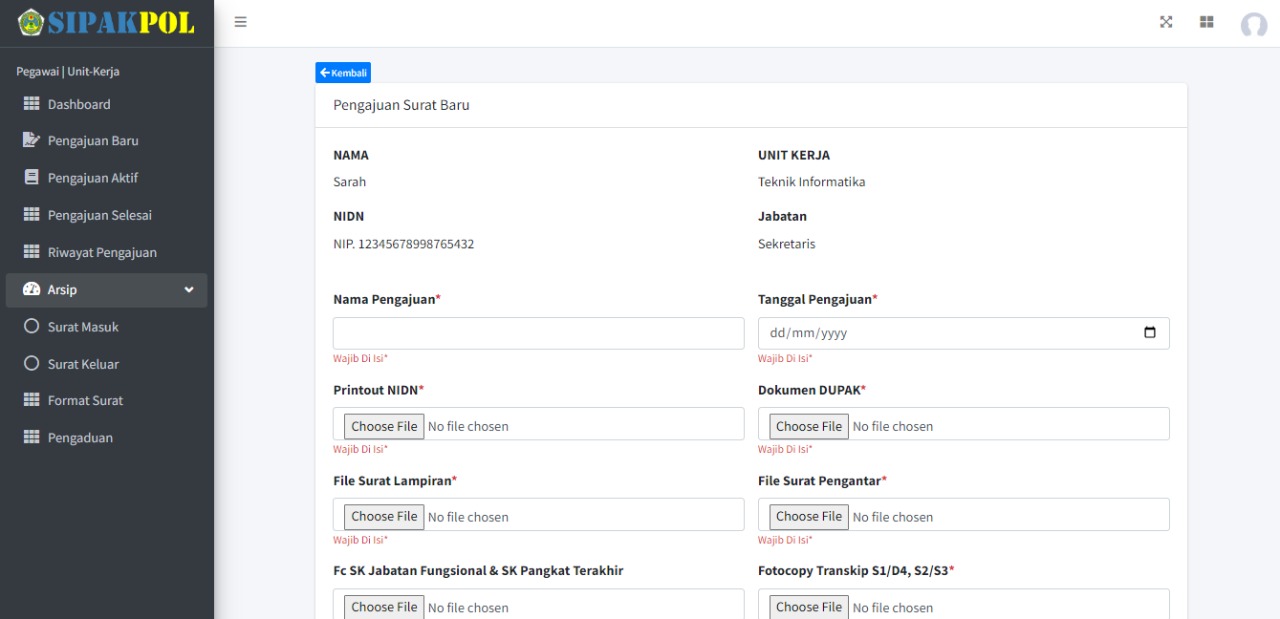 SIPAKPOL
Pegawai | Unit-Kerja
Dashboard
Pengajuan Baru
Pengajuan Aktif
Pengajuan Selesai
Riwayat Pengajuan
Arsip
Surat Masuk
Surat Keluar
Format Surat
Pengaduan
Kembali
Pengajuan Surat Baru
NAMA
Sarah
UNIT KERJA
Teknik Informatika
NIDN
NIP. 12345678998765432
Jabatan
Sekretaris
Nama Pengajuan*
Wajib Di Isi*
Tanggal Pengajuan*
dd/mm/yyyy
Wajib Di Isi*
Printout NIDN*
Choose File No file chosen
Wajib Di Isi*
Dokumen DUPAK*
Choose File No file chosen
Wajib Di Isi*
File Surat Lampiran*
Choose File No file chosen
Wajib Di Isi*
File Surat Pengantar*
Choose File No file chosen
Wajib Di Isi*
Fc SK Jabatan Fungsional & SK Pangkat Terakhir
Choose File No file chosen
Fotocopy Transkip S1/D4, S2/S3*
Choose File No file chosen